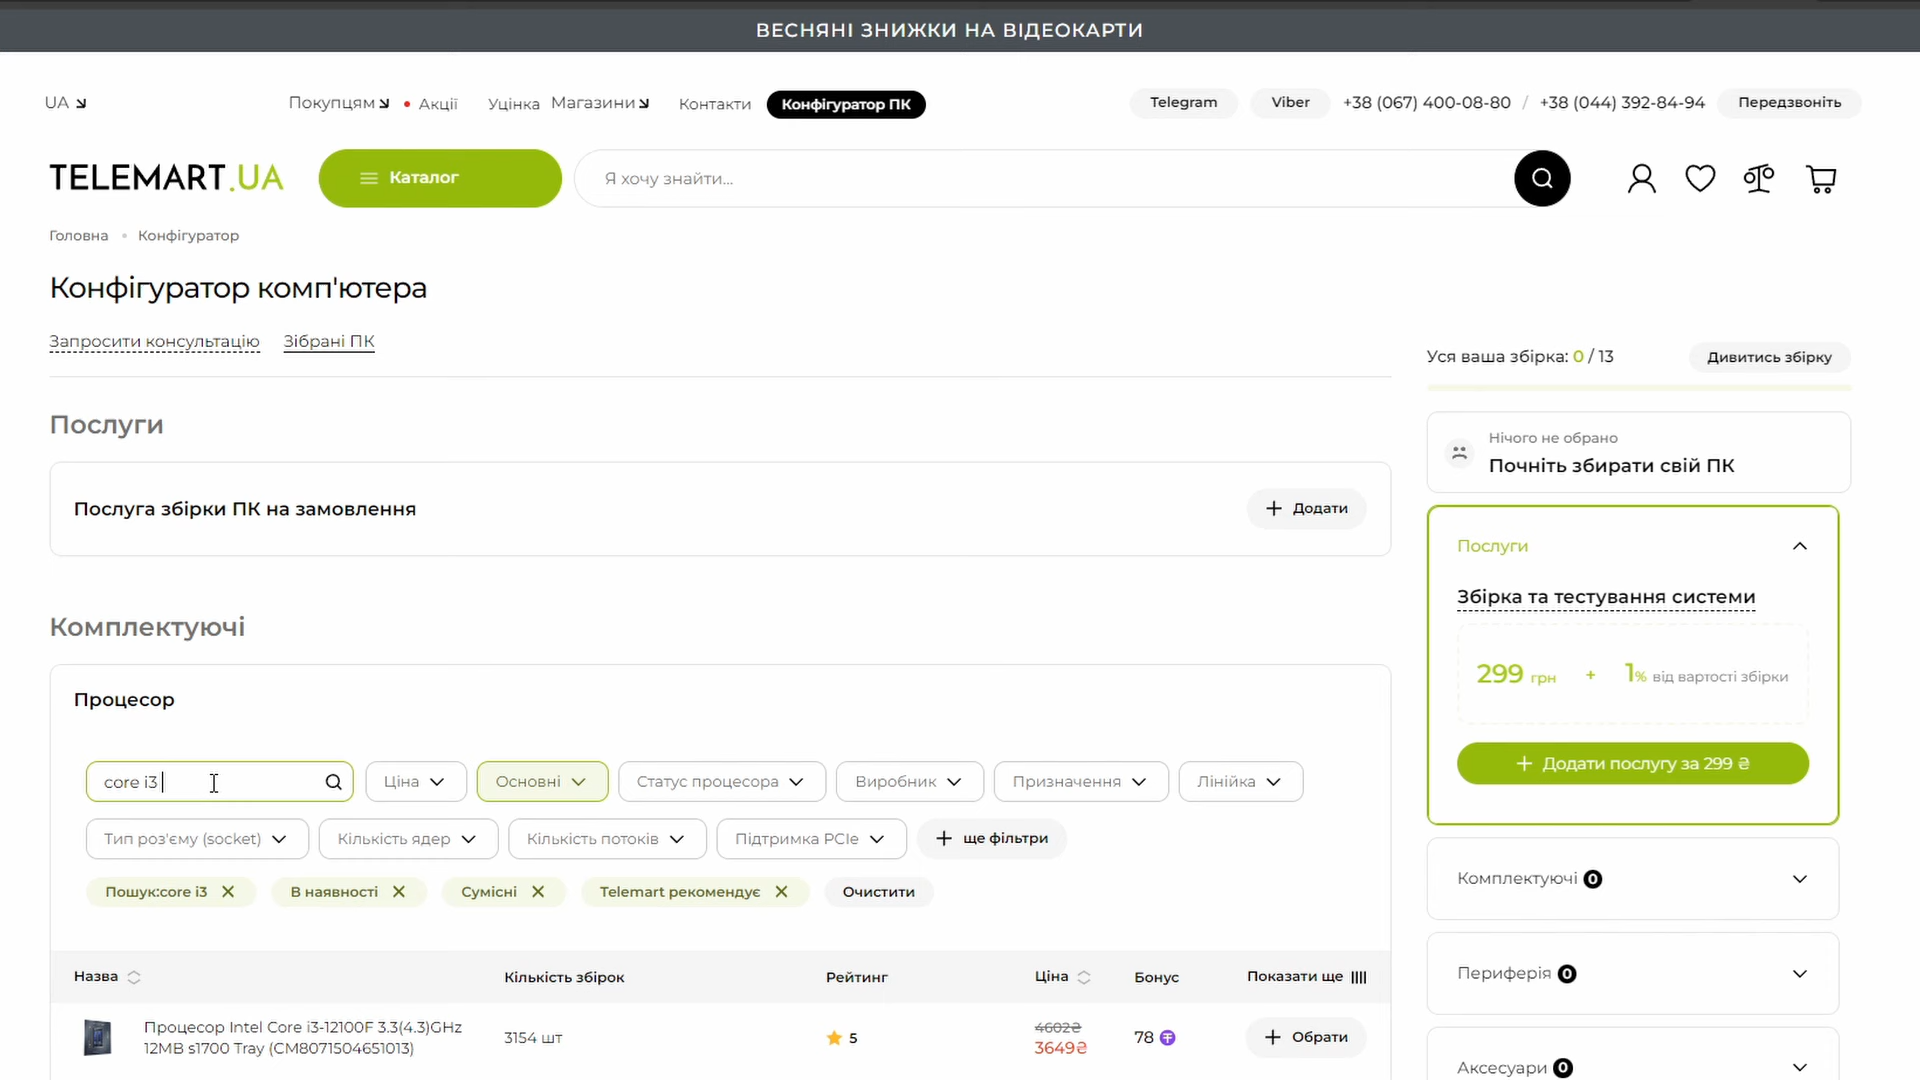 ВЕСНЯНІ ЗНИЖКИ НА ВІДЕОКАРТИ
UA
Покупцям
Акції
Уцінка
Магазини
Контакти
Конфігуратор ПК
Telegram
Viber
+38 (067) 400-08-80 / +38 (044) 392-84-94
Передзвоніть
TELEMART.UA
Каталог
Я хочу знайти...
Головна
Конфігуратор
Конфігуратор комп'ютера
Запросити консультацію
Зібрані ПК
Уся ваша збірка: 0 / 13
Дивитись збірку
Послуги
Послуга збірки ПК на замовлення
Додати
Нічого не обрано
Почніть збирати свій ПК
Послуги
Збірка та тестування системи
299 грн + 1% від вартості збірки
Додати послугу за 299 ₴
Комплектуючі
Процесор
core i3
Ціна
Основні
Статус процесора
Виробник
Призначення
Лінійка
Тип роз'єму (socket)
Кількість ядер
Кількість потоків
Підтримка PCIe
ще фільтри
Пошук:core i3
В наявності
Сумісні
Telemart рекомендує
Очистити
Назва
Кількість збірок
Рейтинг
Ціна
Бонус
Показати ще
Процесор Intel Core i3-12100F 3.3(4.3)GHz
12MB s1700 Tray (CM8071504651013)
3154 шт
5
4602₴
3649₴
78
Обрати
Комплектуючі 0
Периферія 0
Аксесуари 0